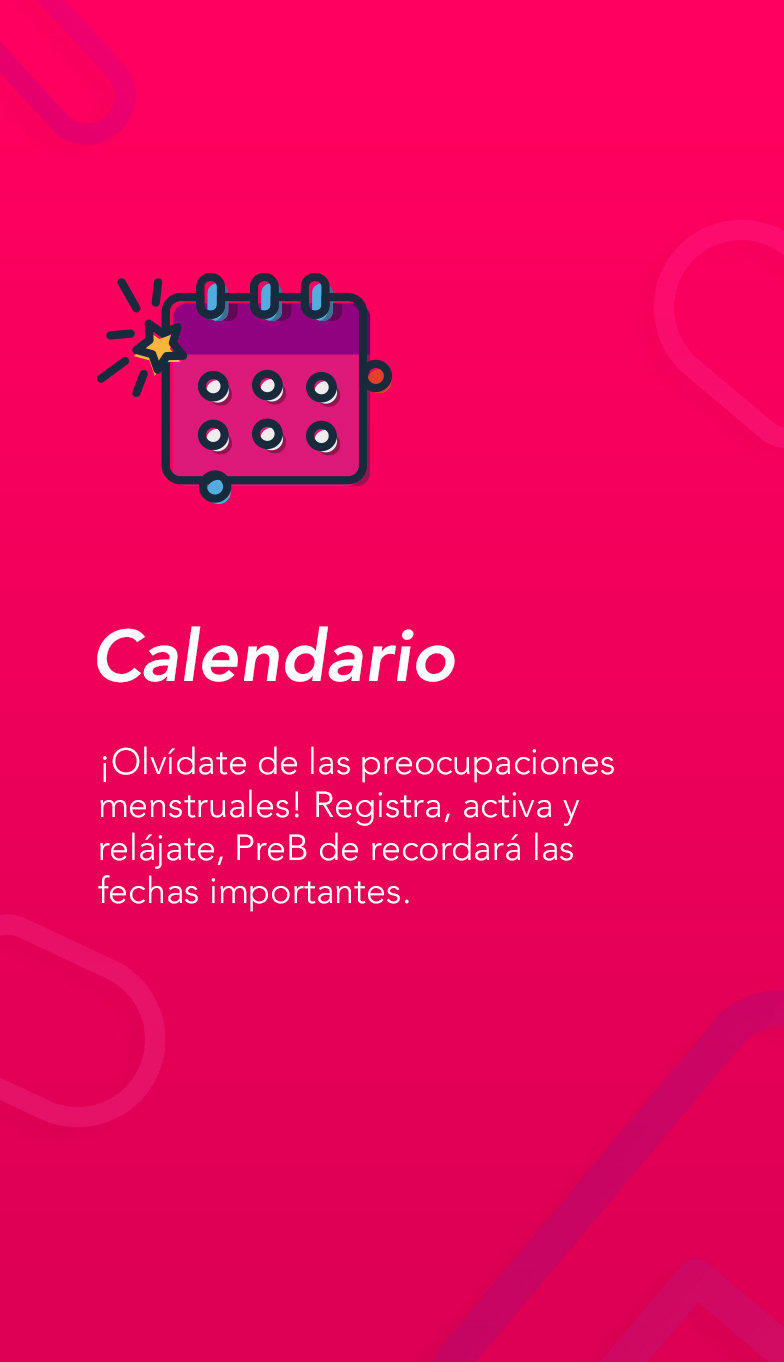 Calendario
¡Olvídate de las preocupaciones
menstruales! Registra, activa y
relájate, PreB de recordará las
fechas importantes.